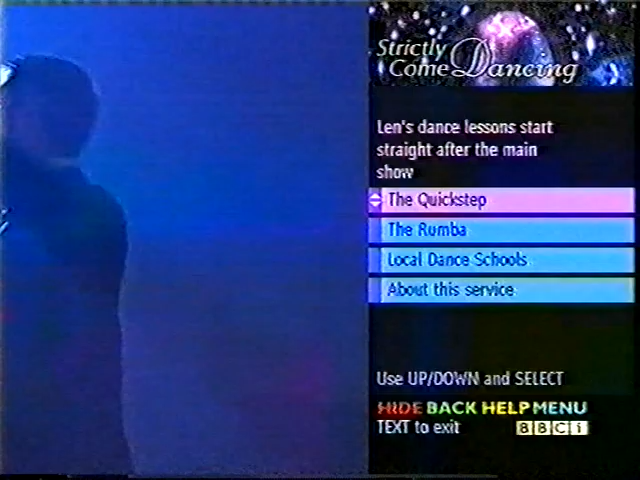 Strictly
Come Dancing
Len's dance lessons start
straight after the main
show
The Quickstep
The Rumba
Local Dance Schools
About this service
Use UP/DOWN and SELECT
HIDE BACK HELP MENU
TEXT to exit BBCi